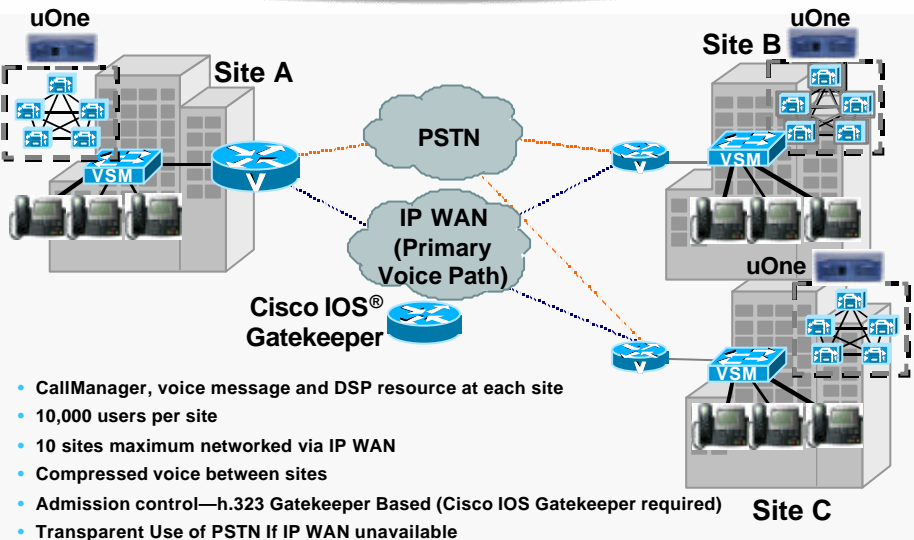 uOne
Site A
VSM
V
PSTN
IP WAN
(Primary
Voice Path)
Cisco IOS®
Gatekeeper
uOne
Site B
V
VSM
uOne
V
VSM
Site C
• CallManager, voice message and DSP resource at each site
• 10,000 users per site
• 10 sites maximum networked via IP WAN
• Compressed voice between sites
• Admission control—h.323 Gatekeeper Based (Cisco IOS Gatekeeper required)
• Transparent Use of PSTN If IP WAN unavailable